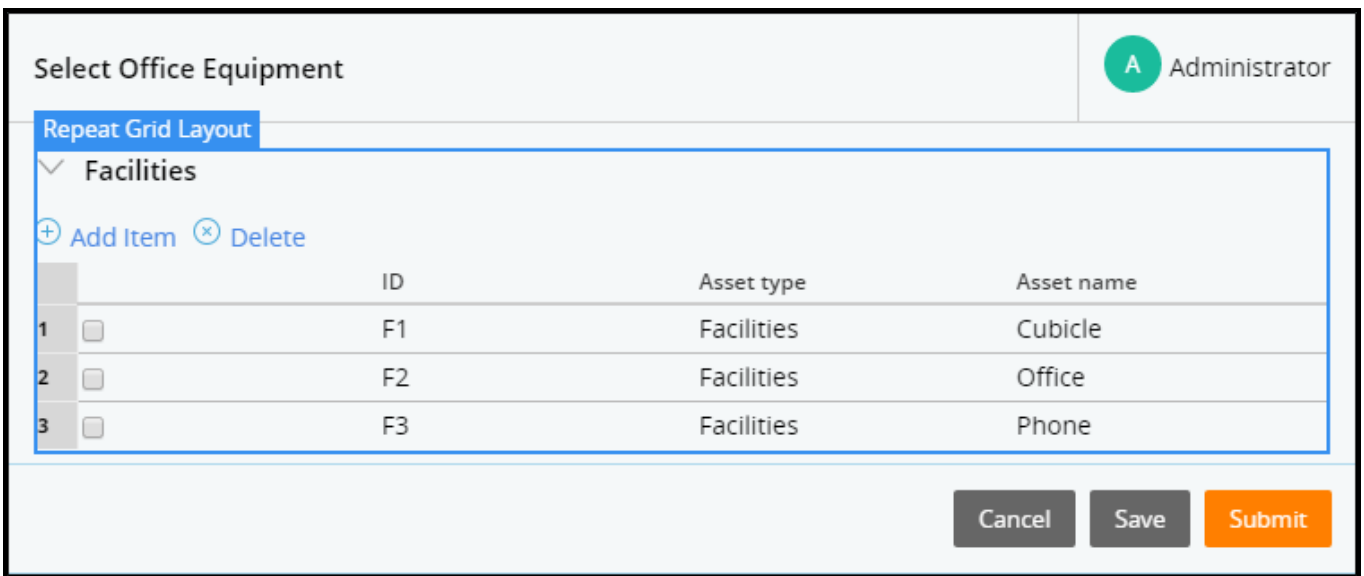 Select Office Equipment
A Administrator
Repeat Grid Layout
Facilities
Add Item Delete
ID Asset type Asset name
1 F1 Facilities Cubicle
2 F2 Facilities Office
3 F3 Facilities Phone
Cancel Save Submit